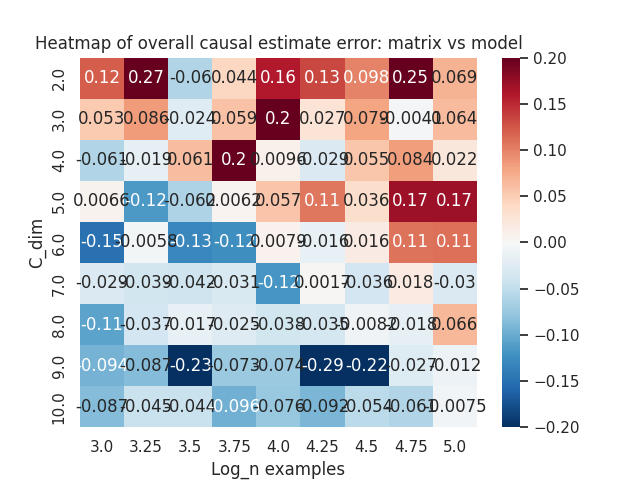 Heatmap of overall causal estimate error: matrix vs model
C_dim
2.0 0.12 0.27 -0.06 0.044 0.16 0.13 0.098 0.25 0.069
3.0 0.053 0.086 -0.024 0.059 0.2 0.027 0.079 0.064
4.0 -0.061 -0.019 0.061 0.2 0.0096 -0.029 0.055 0.084 0.022
5.0 0.0066 -0.12 -0.062 0.0062 0.057 0.11 0.036 0.17 0.17
6.0 -0.15 0.0058 -0.13 -0.12 0.0079 -0.016 0.016 0.11 0.11
7.0 -0.029 -0.039 -0.042 -0.031 -0.12 0.0017 -0.036 0.018 -0.03
8.0 -0.11 -0.037 -0.017 -0.025 -0.038 -0.035 -0.0082 -0.018 0.066
9.0 -0.094 -0.087 -0.23 -0.073 -0.074 -0.29 -0.22 -0.027 -0.012
10.0 -0.087 -0.045 -0.044 -0.096 -0.076 -0.092 -0.054 -0.061 -0.0075
3.0 3.25 3.5 3.75 4.0 4.25 4.5 4.75 5.0
Log_n examples
0.20
0.15
0.10
0.05
0.00
−0.05
−0.10
−0.15
−0.20